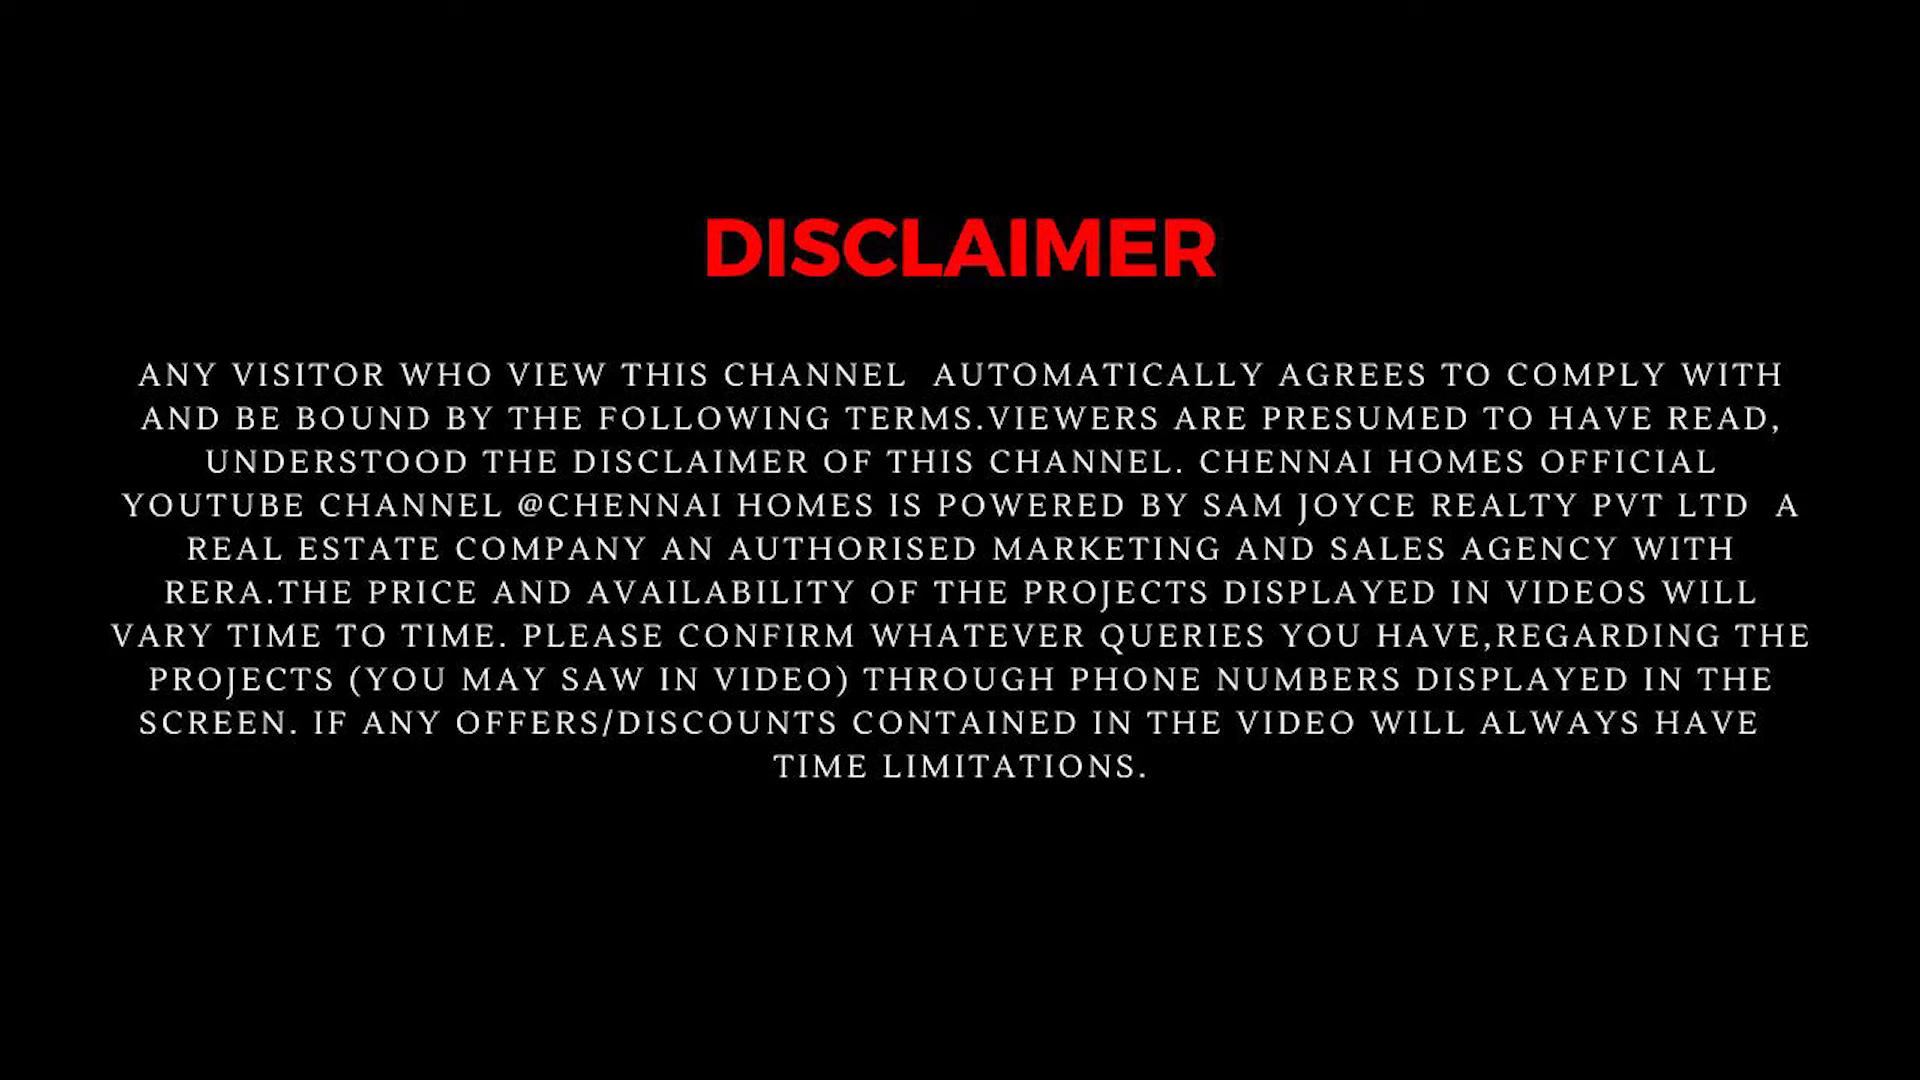 DISCLAIMER
ANY VISITOR WHO VIEW THIS CHANNEL AUTOMATICALLY AGREES TO COMPLY WITH
AND BE BOUND BY THE FOLLOWING TERMS.VIEWERS ARE PRESUMED TO HAVE READ,
UNDERSTOOD THE DISCLAIMER OF THIS CHANNEL. CHENNAI HOMES OFFICIAL
YOUTUBE CHANNEL @CHENNAI HOMES IS POWERED BY SAM JOYCE REALTY PVT LTD A
REAL ESTATE COMPANY AN AUTHORISED MARKETING AND SALES AGENCY WITH
RERA.THE PRICE AND AVAILABILITY OF THE PROJECTS DISPLAYED IN VIDEOS WILL
VARY TIME TO TIME. PLEASE CONFIRM WHATEVER QUERIES YOU HAVE,REGARDING THE
PROJECTS (YOU MAY SAW IN VIDEO) THROUGH PHONE NUMBERS DISPLAYED IN THE
SCREEN. IF ANY OFFERS/DISCOUNTS CONTAINED IN THE VIDEO WILL ALWAYS HAVE
TIME LIMITATIONS.